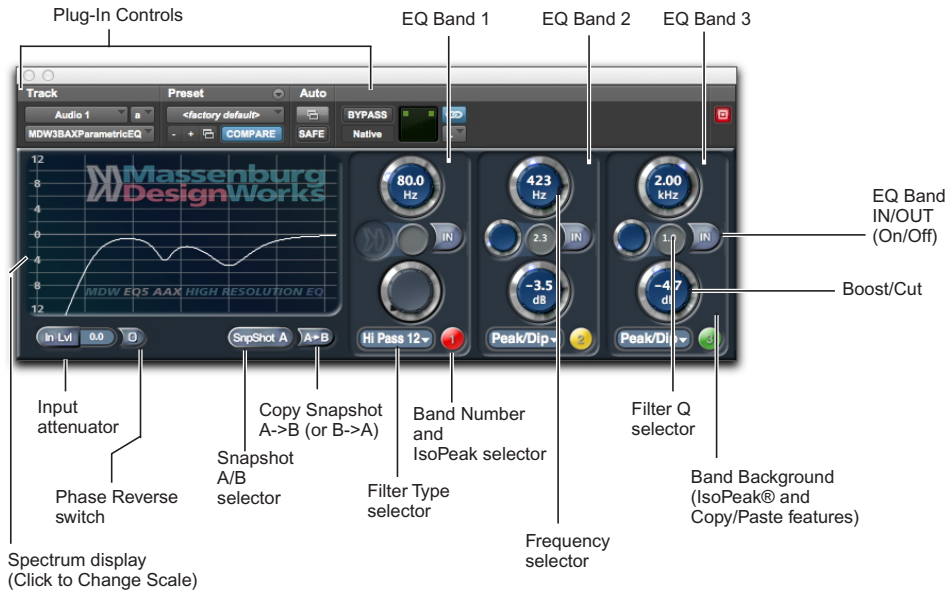 Plug-In Controls
EQ Band 1
EQ Band 2
EQ Band 3
Track
Preset
Auto
Audio 1
a
<factory default>
BYPASS
MDW3BAXParametricEQ
- +
COMPARE
SAFE
Native
12
8
4
0
4
8
12
Massenburg
DesignWorks
MDW EQ5 AAX HIGH RESOLUTION EQ
80.0
Hz
IN
423
Hz
2.3
IN
-3.5
dB
2.00
kHz
IN
dB
In Lvl
0.0
SnpShot A
A▸B
Hi Pass 12
1
Peak/Dip
2
Peak/Dip
3
EQ Band
IN/OUT
(On/Off)
Boost/Cut
Input
attenuator
Phase Reverse
switch
Snapshot
A/B
selector
Copy Snapshot
A->B (or B->A)
Filter Type
selector
Band Number
and
IsoPeak selector
Frequency
selector
Filter Q
selector
Band Background
(IsoPeak® and
Copy/Paste features)
Spectrum display
(Click to Change Scale)